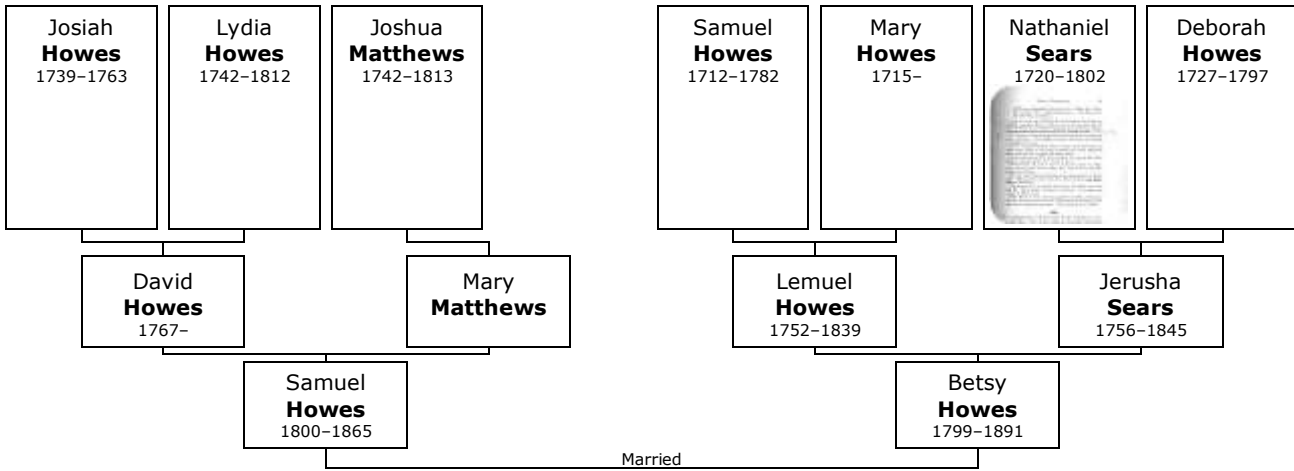 Josiah
Howes
1739–1763
Lydia
Howes
1742–1812
Joshua
Matthews
1742–1813
Samuel
Howes
1712–1782
Mary
Howes
1715–
Nathaniel
Sears
1720–1802
Deborah
Howes
1727–1797
David
Howes
1767–
Mary
Matthews
Lemuel
Howes
1752–1839
Jerusha
Sears
1756–1845
Samuel
Howes
1800–1865
Betsy
Howes
1799–1891
Married